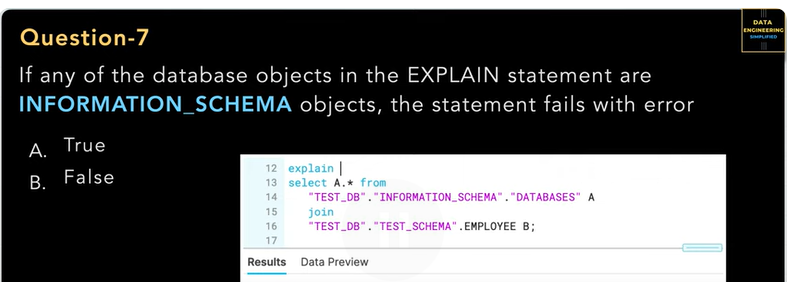 Question-7
DATA
ENGINEERING
SIMPLIFIED
If any of the database objects in the EXPLAIN statement are
INFORMATION_SCHEMA objects, the statement fails with error
A. True
B. False
12 explain
13 select A.* from
14 "TEST_DB"."INFORMATION_SCHEMA"."DATABASES" A
15 join
16 "TEST_DB"."TEST_SCHEMA".EMPLOYEE B;
17
Results Data Preview